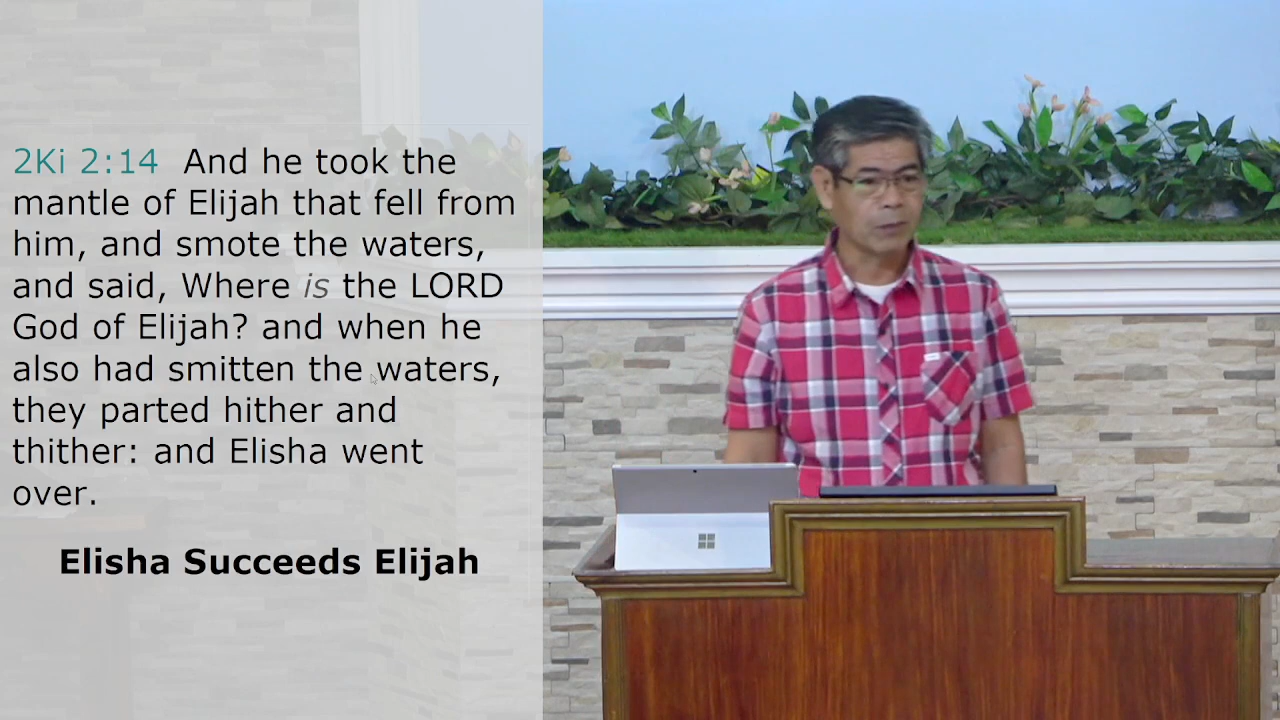 2Ki 2:14 And he took the
mantle of Elijah that fell from
him, and smote the waters,
and said, Where is the LORD
God of Elijah? and when he
also had smitten the waters,
they parted hither and
thither: and Elisha went
over.
Elisha Succeeds Elijah